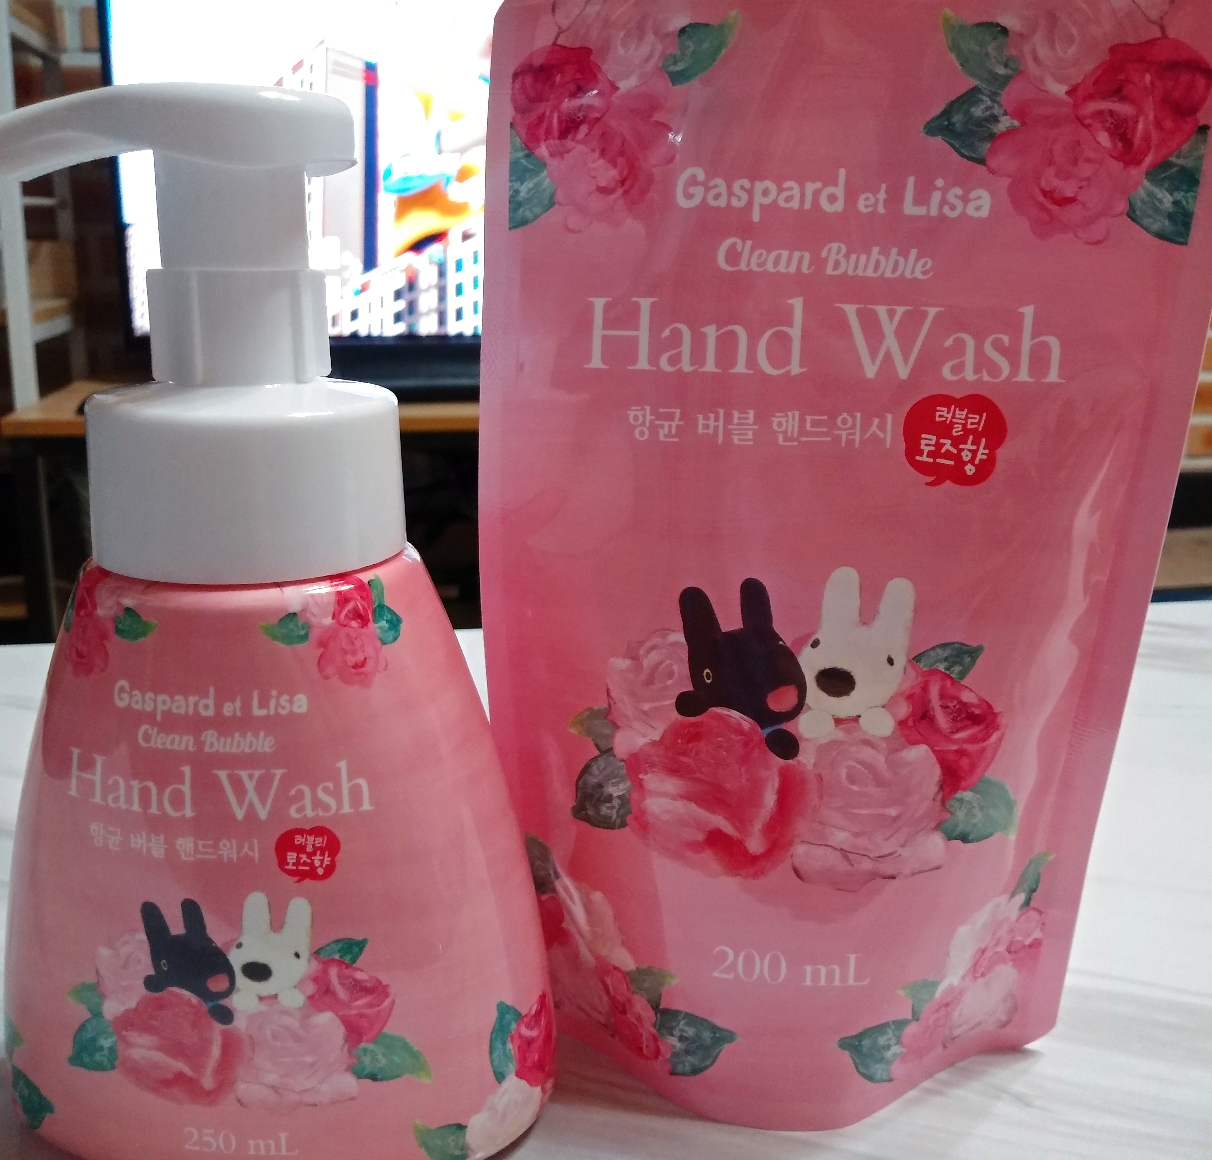 Gaspard et Lisa
Clean Bubble
Hand Wash
항균 버블 핸드워시
러블리
로즈향
250 mL
Gaspard et Lisa
Clean Bubble
Hand Wash
항균 버블 핸드워시
러블리
로즈향
200 mL